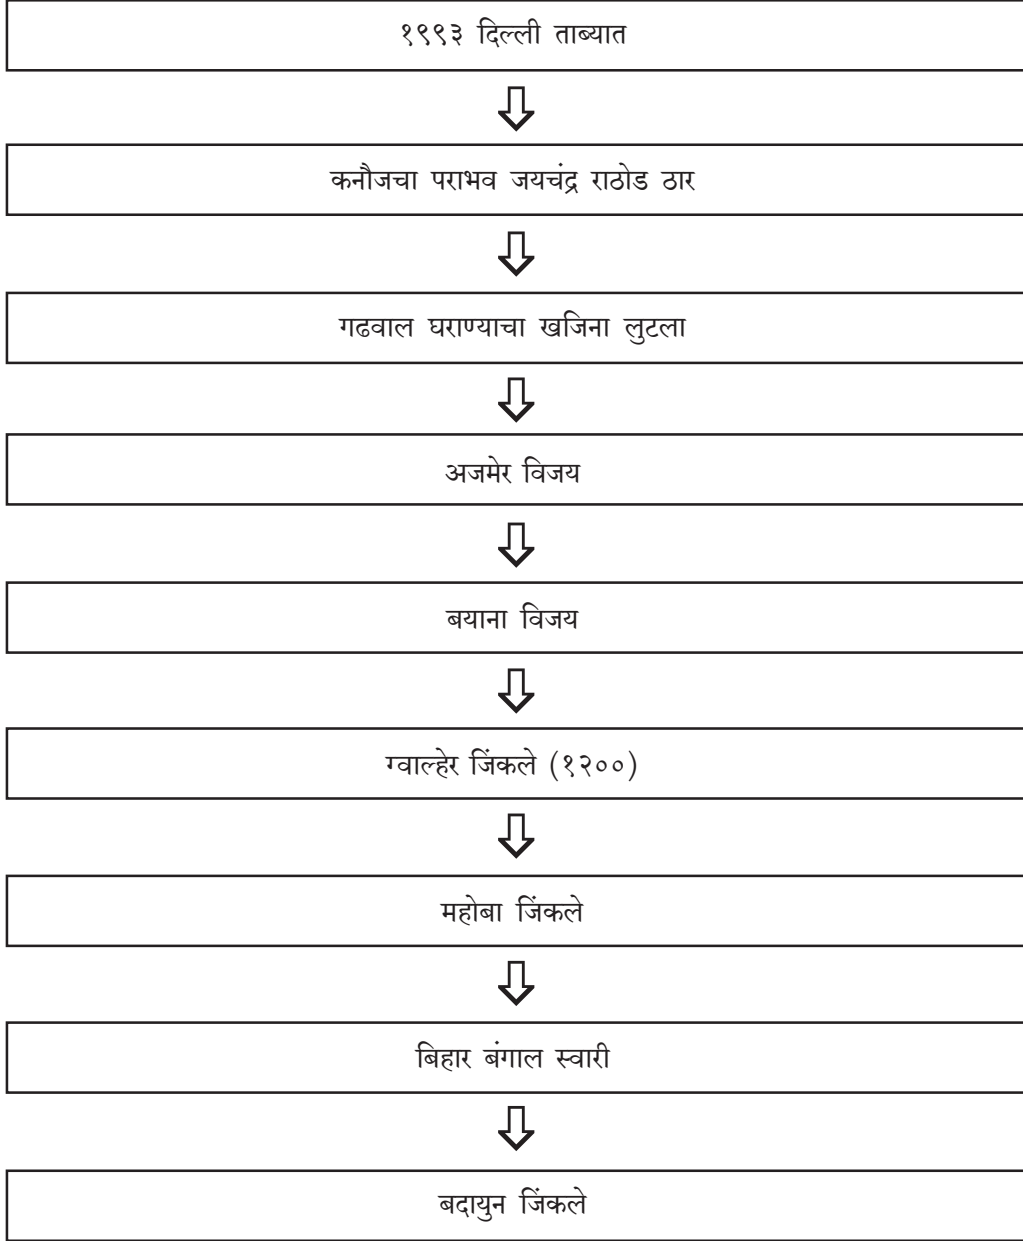 १९९३ दिल्ली ताब्यात
कनौजचा पराभव जयचंद्र राठोड ठार
गढवाल घराण्याचा खजिना लुटला
अजमेर विजय
बयाना विजय
ग्वाल्हेर जिंकले (१२००)
महोबा जिंकले
बिहार बंगाल स्वारी
बदायुन जिंकले